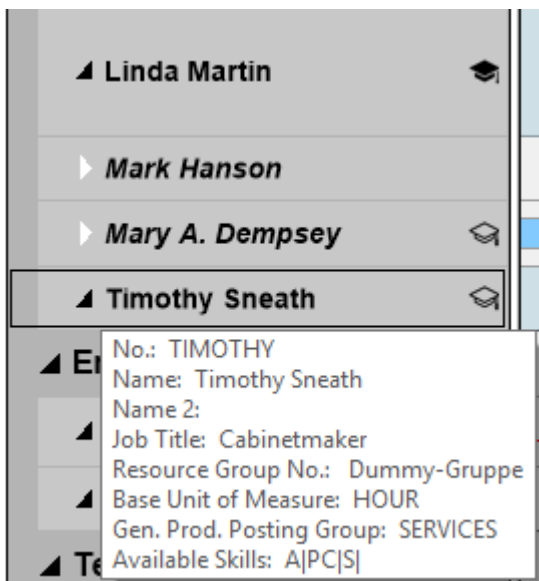 Linda Martin
Mark Hanson
Mary A. Dempsey
Timothy Sneath
No.: TIMOTHY
Name: Timothy Sneath
Name 2:
Job Title: Cabinetmaker
Resource Group No.: Dummy-Gruppe
Base Unit of Measure: HOUR
Gen. Prod. Posting Group: SERVICES
Available Skills: A|PC|S|